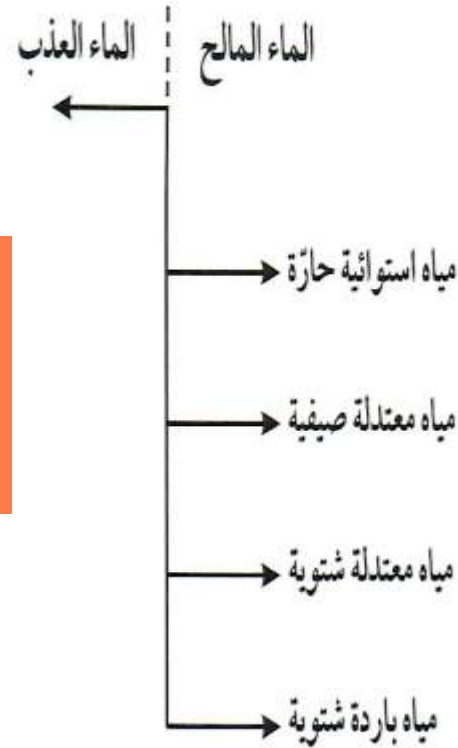 الماء المالح
الماء العذب
مياه استوائية حارّة
مياه معتدلة صيفية
مياه معتدلة شتوية
مياه باردة شتوية